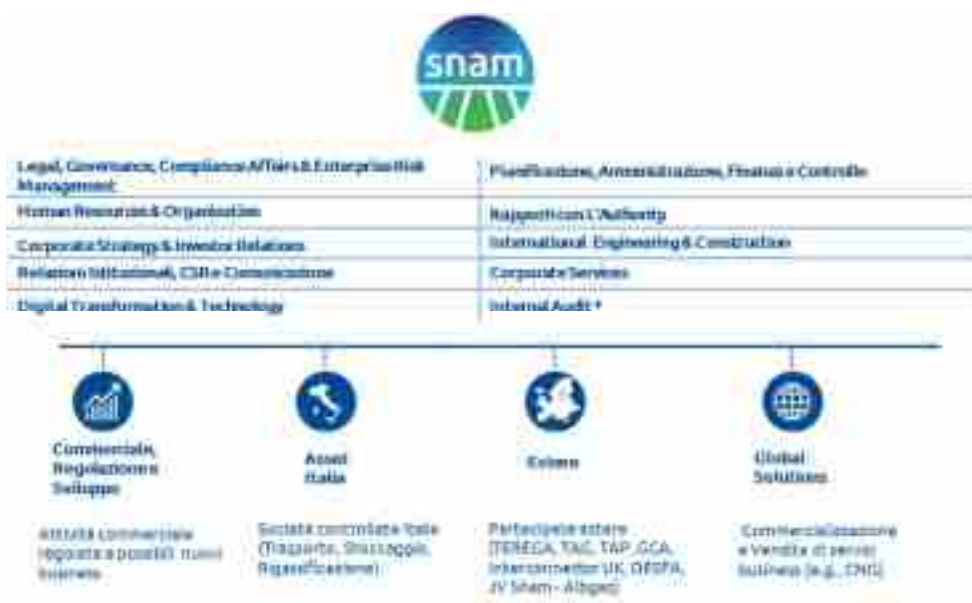 snam
Legal, Governance, Compliance Affairs & Enterprise Risk
Management
Pianificazione, Amministrazione, Finanza e Controllo
Human Resources & Organization
Rapporti con L'Authority
Corporate Strategy & Investor Relations
International Engineering & Construction
Relazioni Istituzionali, CSR e Comunicazione
Corporate Services
Digital Transformation & Technology
Internal Audit *
Commerciale,
Regolazione e
Sviluppo
Attività commerciale
regolata e possibili nuovi
business
Asset
Italia
Società controllate Italia
(Trasporto, Stoccaggio,
Rigassificazione)
Estero
Partecipate estere
(TERĒGA, TAG, TAP, GCA,
Interconnector UK, DESFA,
JV Snam - Albgaz)
Global
Solutions
Commercializzazione
e Vendita di servizi
business (e.g., CNG)